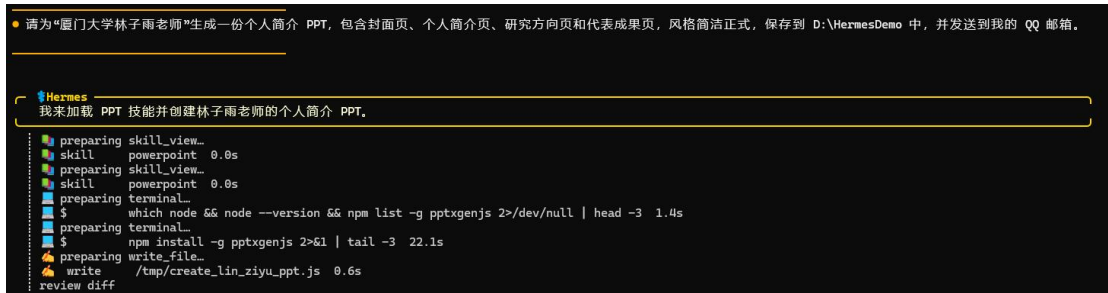 请为“厦门大学林子雨老师”生成一份个人简介 PPT，包含封面页、个人简介页、研究方向页和代表成果页，风格简洁正式，保存到 D:\HermesDemo 中，并发送到我的 QQ 邮箱。
Hermes
我来加载 PPT 技能并创建林子雨老师的个人简介 PPT。
preparing skill_view…
skill powerpoint 0.0s
preparing skill_view…
skill powerpoint 0.0s
preparing terminal…
$ which node && node --version && npm list -g pptxgenjs 2>/dev/null | head -3 1.4s
preparing terminal…
$ npm install -g pptxgenjs 2>&1 | tail -3 22.1s
preparing write_file…
write /tmp/create_lin_ziyu_ppt.js 0.6s
review diff